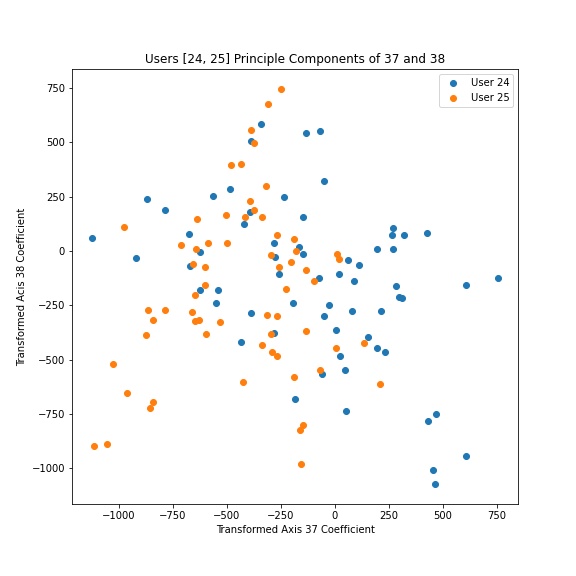 Users [24, 25] Principle Components of 37 and 38
User 24
User 25
Transformed Acis 38 Coefficient
750
500
250
0
−250
−500
−750
−1000
−1000 −750 −500 −250 0 250 500 750
Transformed Axis 37 Coefficient